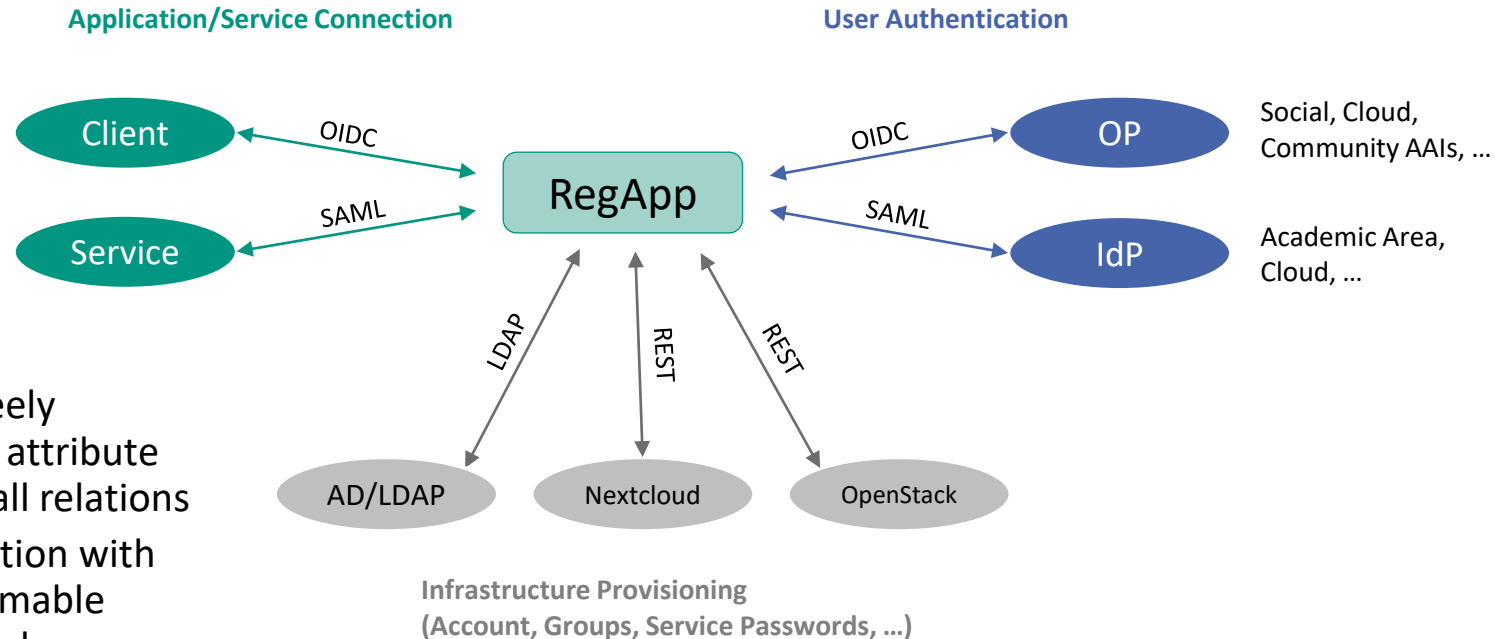 Application/Service Connection
User Authentication
Client
OIDC
OIDC
OP
Social, Cloud,
Community AAIs, …
RegApp
Service
SAML
SAML
IdP
Academic Area,
Cloud, …
LDAP
REST
REST
attribute
all relations
with
AD/LDAP
Nextcloud
OpenStack
Infrastructure Provisioning
(Account, Groups, Service Passwords, …)